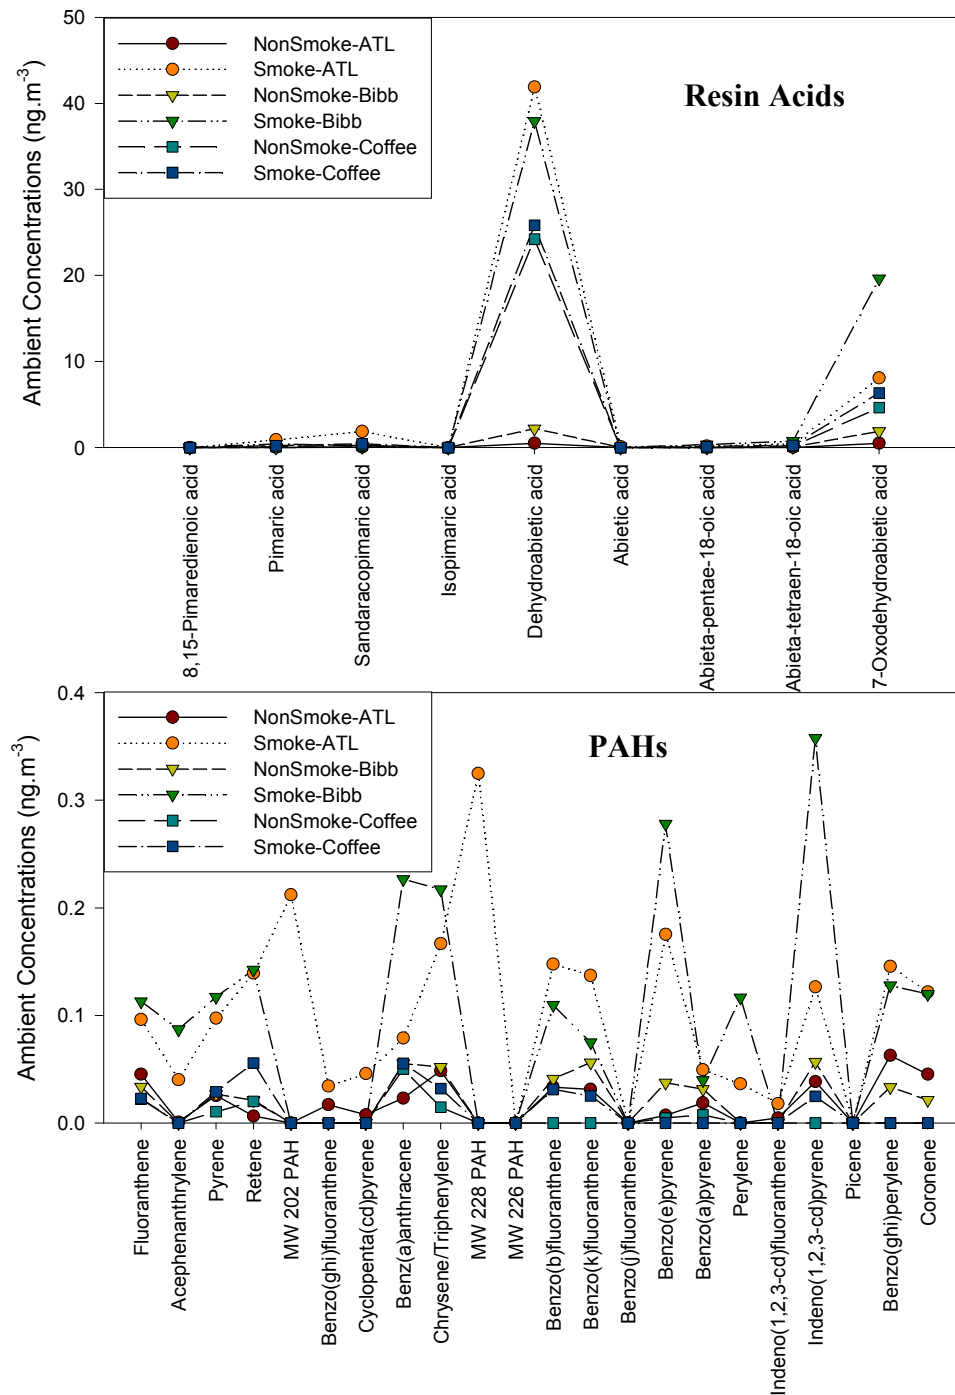 50
40
30
20
10
0
Ambient Concentrations (ng.m-3)
NonSmoke-ATL
Smoke-ATL
NonSmoke-Bibb
Smoke-Bibb
NonSmoke-Coffee
Smoke-Coffee
Resin Acids
8,15-Pimaredienoic acid
Pimaric acid
Sandaracopimaric acid
Isopimaric acid
Dehydroabietic acid
Abietic acid
Abieta-pentae-18-oic acid
Abieta-tetraen-18-oic acid
7-Oxodehydroabietic acid
0.4
0.3
0.2
0.1
0.0
Ambient Concentrations (ng.m-3)
NonSmoke-ATL
Smoke-ATL
NonSmoke-Bibb
Smoke-Bibb
NonSmoke-Coffee
Smoke-Coffee
PAHs
Fluoranthene
Acephenanthrylene
Pyrene
Retene
MW 202 PAH
Benzo(ghi)fluoranthene
Cyclopenta(cd)pyrene
Benz(a)anthracene
Chrysene/Triphenylene
MW 228 PAH
MW 226 PAH
Benzo(b)fluoranthene
Benzo(k)fluoranthene
Benzo(j)fluoranthene
Benzo(e)pyrene
Benzo(a)pyrene
Perylene
Indeno(1,2,3-cd)fluoranthene
Indeno(1,2,3-cd)pyrene
Picene
Benzo(ghi)perylene
Coronene